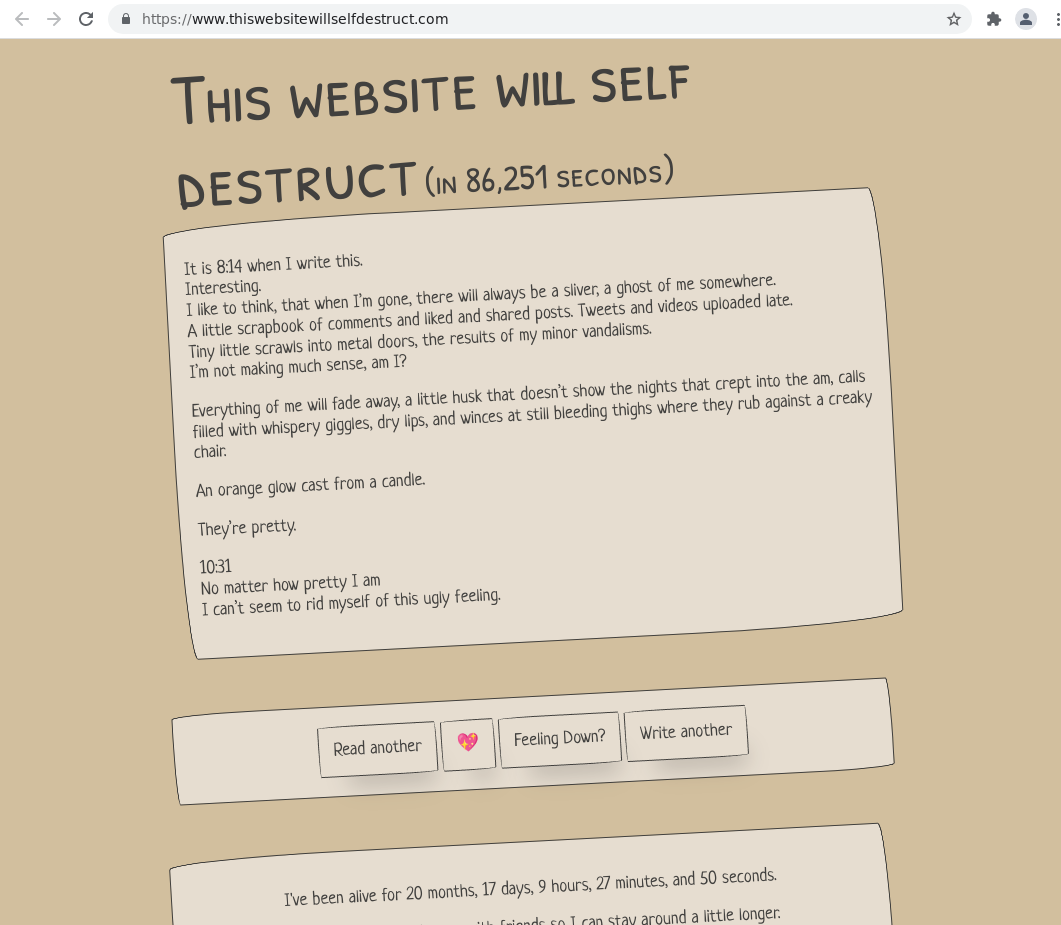 https://www.thiswebsitewillselfdestruct.com
This website will self
destruct (in 86,251 seconds)
It is 8:14 when I write this.
Interesting.
I like to think, that when I'm gone, there will always be a sliver, a ghost of me somewhere.
A little scrapbook of comments and liked and shared posts. Tweets and videos uploaded late.
Tiny little scrawls into metal doors, the results of my minor vandalisms.
I'm not making much sense, am I?
Everything of me will fade away, a little husk that doesn't show the nights that crept into the am, calls
filled with whispery giggles, dry lips, and winces at still bleeding thighs where they rub against a creaky
chair.
An orange glow cast from a candle.
They're pretty.
10:31
No matter how pretty I am
I can't seem to rid myself of this ugly feeling.
Read another
Feeling Down?
Write another
I've been alive for 20 months, 17 days, 9 hours, 27 minutes, and 50 seconds.
with friends so I can stay around a little longer.